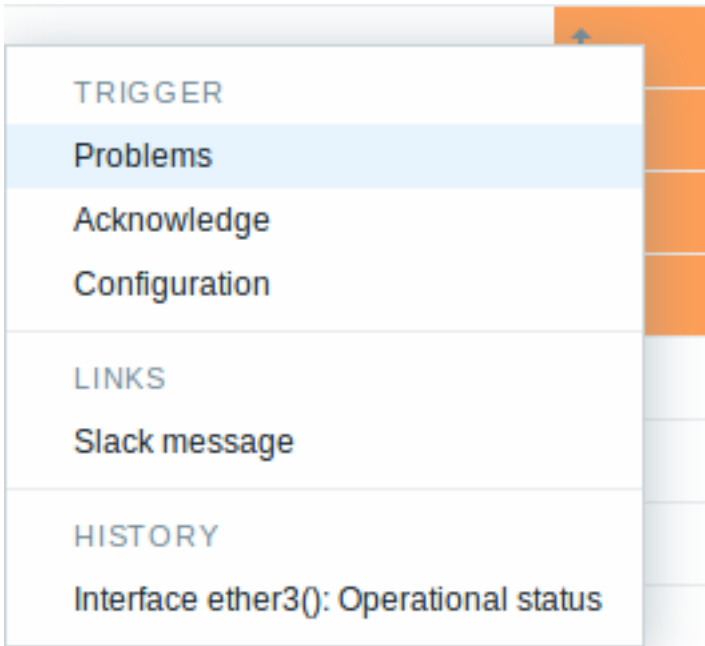 TRIGGER
Problems
Acknowledge
Configuration
LINKS
Slack message
HISTORY
Interface ether3(): Operational status